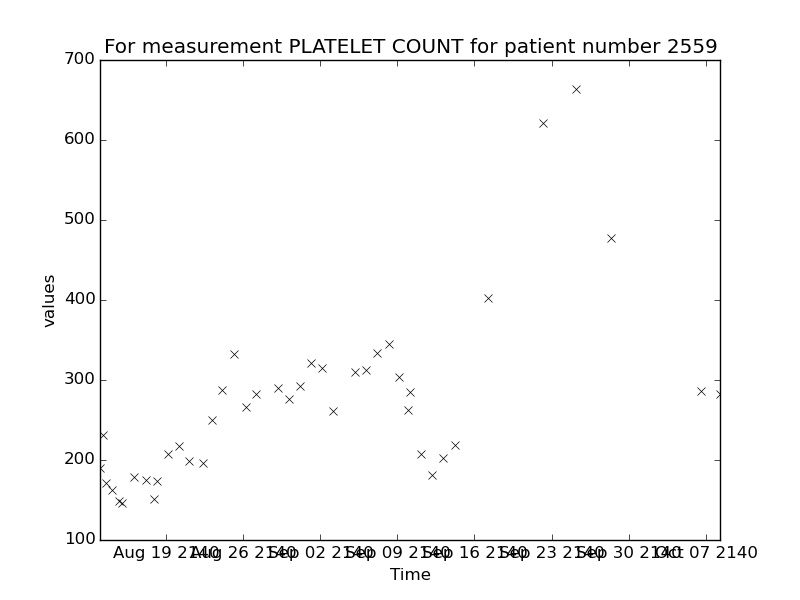 For measurement PLATELET COUNT for patient number 2559
700
600
500
400
300
200
100
values
Aug 19 2140 Aug 26 2140 Sep 02 2140 Sep 09 2140 Sep 16 2140 Sep 23 2140 Sep 30 2140 Oct 07 2140
Time